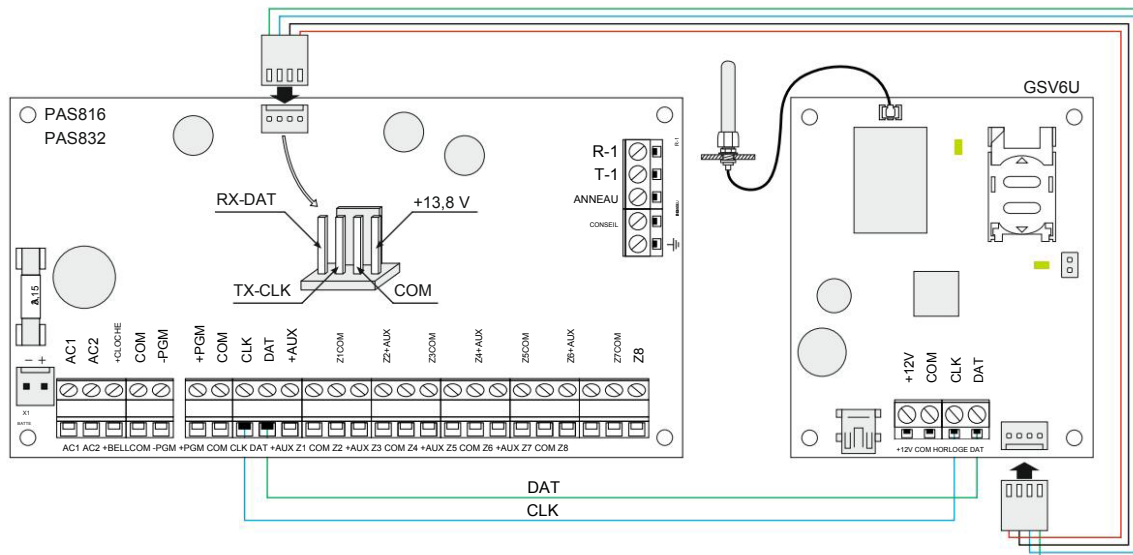 GSV6U
PAS816
PAS832
R-1
R-1
T-1
ANNEAU
CONSEIL
RX-DAT
+13,8 V
TX-CLK
COM
AC1
AC2
+CLOCHE
COM
-PGM
+PGM
COM
CLK
DAT
+AUX
Z1COM
Z2+AUX
Z3COM
Z4+AUX
Z5COM
Z6+AUX
Z7COM
Z8
- +
X1
BATTE
AC1 AC2 +BELLCOM -PGM +PGM COM CLK DAT +AUX Z1 COM Z2 +AUX Z3 COM Z4 +AUX Z5 COM Z6 +AUX Z7 COM Z8
+12V
COM
CLK
DAT
+12V COM HORLOGE DAT
DAT
CLK